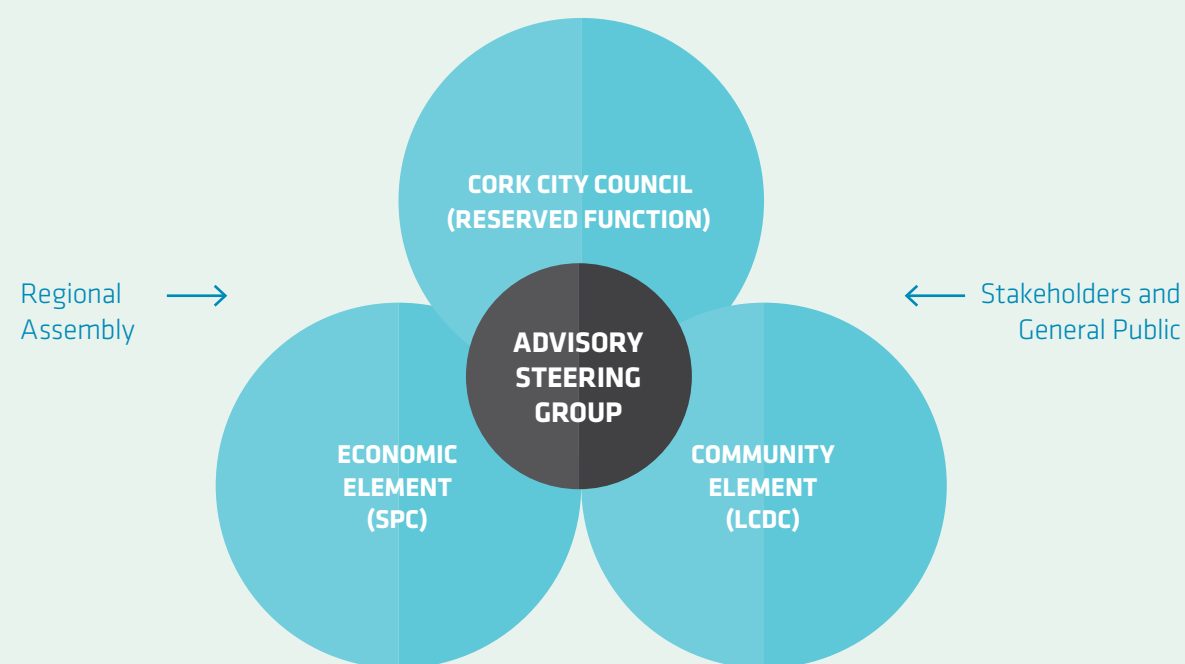 CORK CITY COUNCIL
(RESERVED FUNCTION)
Regional
Assembly
Stakeholders and
General Public
ADVISORY
STEERING
GROUP
ECONOMIC
ELEMENT
(SPC)
COMMUNITY
ELEMENT
(LCDC)